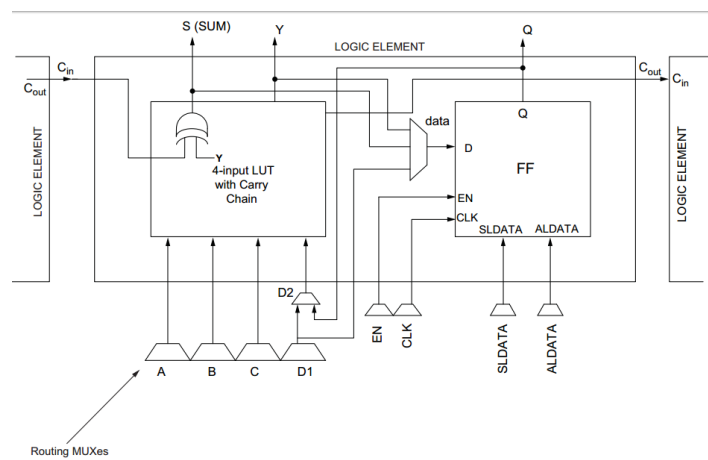 S (SUM)
Y
Q
LOGIC ELEMENT
Cin
Cout
Cout
Cin
LOGIC ELEMENT
data
Q
Y
4-input LUT
with Carry
Chain
D
FF
EN
CLK
SLDATA
ALDATA
LOGIC ELEMENT
D2
EN
CLK
SLDATA
ALDATA
A
B
C
D1
Routing MUXes